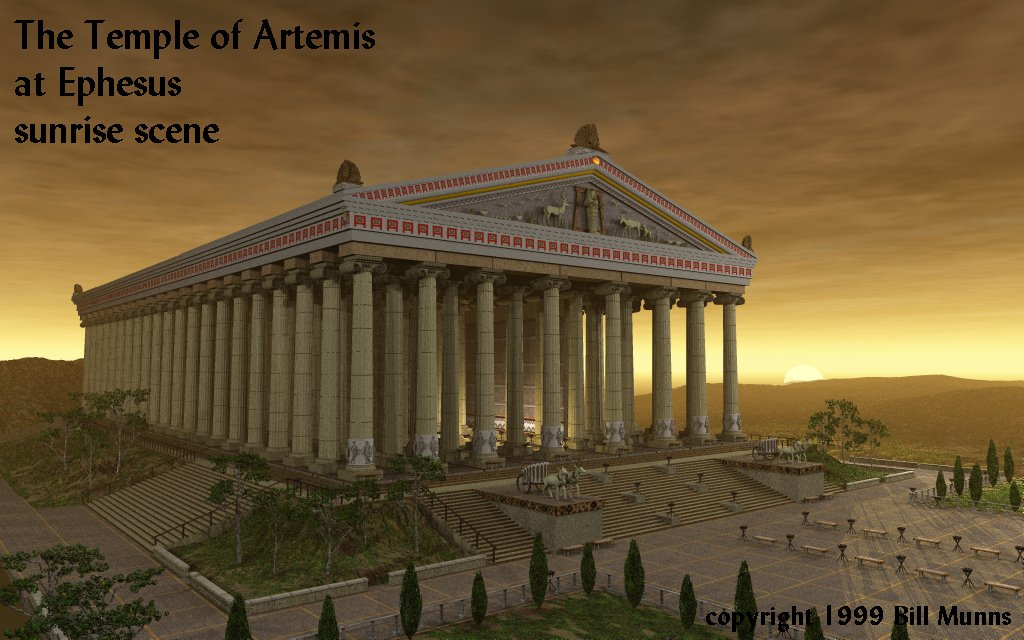 The Temple of Artemis
at Ephesus
sunrise scene
copyright 1999 Bill Munns